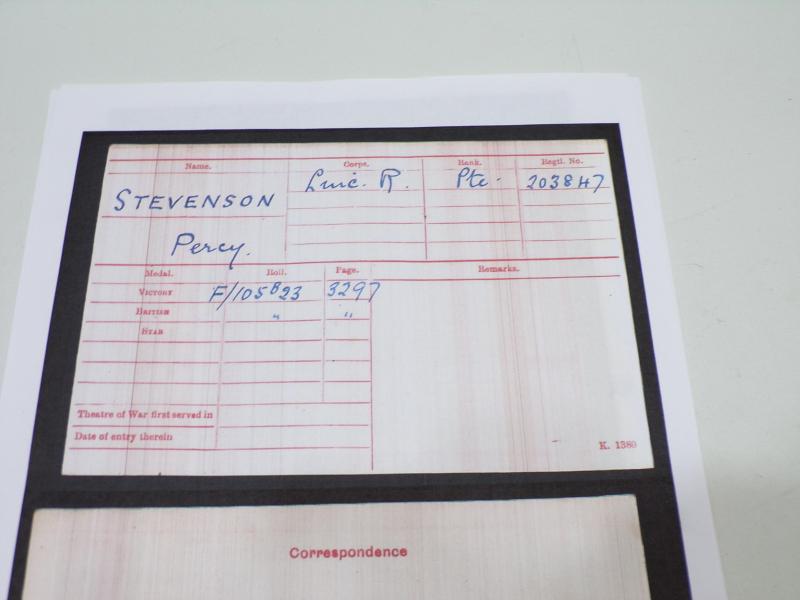 Name. Corps. Rank. Regtl. No.
STEVENSON Linc. R. Pte. 203847
Percy.
Medal. Roll. Page. Remarks.
VICTORY F/105B23 3297
BRITISH " "
STAR
Theatre of War first served in
Date of entry therein
K. 1380
Correspondence